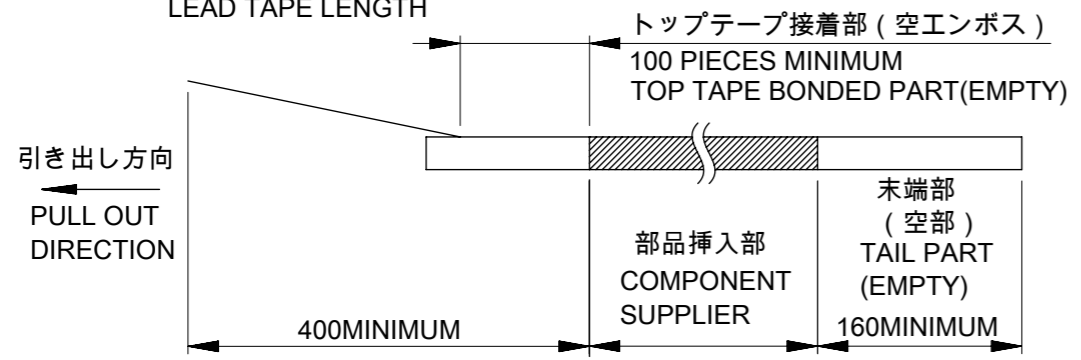 LEAD TAPE LENGTH
トップテープ接着部 ( 空エンボス )
100 PIECES MINIMUM
TOP TAPE BONDED PART(EMPTY)
引き出し方向
PULL OUT
DIRECTION
部品挿入部
COMPONENT
SUPPLIER
末端部
( 空部 )
TAIL PART
(EMPTY)
400MINIMUM
160MINIMUM